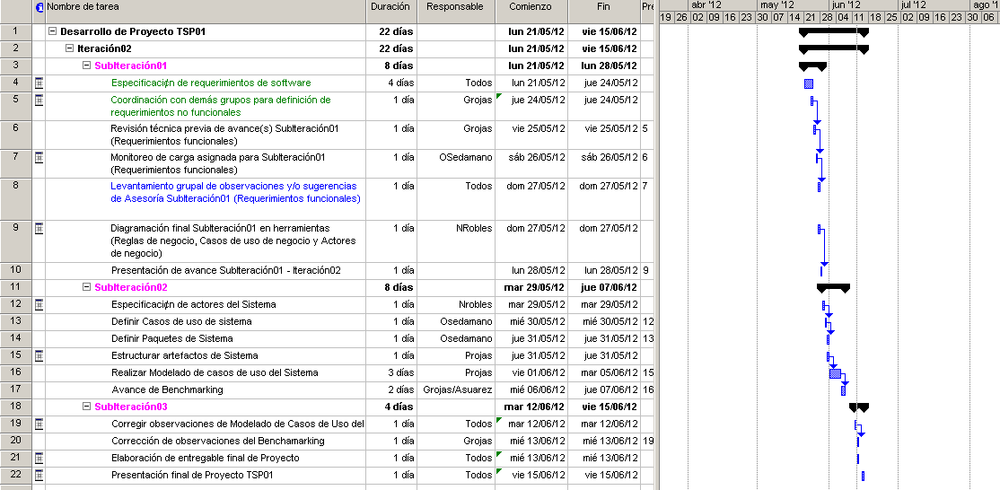 Nombre de tarea Duración Responsable Comienzo Fin Pre abr '12 may '12 jun '12 jul '12 ago '1
19 26 02 09 16 23 30 07 14 21 28 04 11 18 25 02 09 16 23 30 06
1 Desarrollo de Proyecto TSP01 22 días lun 21/05/12 vie 15/06/12
2 Iteración02 22 días lun 21/05/12 vie 15/06/12
3 SubIteración01 8 días lun 21/05/12 lun 28/05/12
4 Especificac¡ón de requerimientos de software 4 días Todos lun 21/05/12 jue 24/05/12
5 Coordinación con demás grupos para definición de 1 día Grojas jue 24/05/12 jue 24/05/12
requerimientos no funcionales
6 Revisión técnica previa de avance(s) SubIteración01 1 día Grojas vie 25/05/12 vie 25/05/12 5
(Requerimientos funcionales)
7 Monitoreo de carga asignada para SubIteración01 1 día OSedamano sáb 26/05/12 sáb 26/05/12 6
(Requerimientos funcionales)
8 Levantamiento grupal de observaciones y/o sugerencias 1 día Todos dom 27/05/12 dom 27/05/12 7
de Asesoría SubIteración01 (Requerimientos funcionales)
9 Diagramación final SubIteración01 en herramientas 1 día NRobles dom 27/05/12 dom 27/05/12
(Reglas de negocio, Casos de uso de negocio y Actores
de negocio)
10 Presentación de avance SubIteración01 - Iteración02 1 día lun 28/05/12 lun 28/05/12 9
11 SubIteración02 8 días mar 29/05/12 jue 07/06/12
12 Especificac¡ón de actores del Sistema 1 día Nrobles mar 29/05/12 mar 29/05/12
13 Definir Casos de uso de sistema 1 día Osedamano mié 30/05/12 mié 30/05/12 12
14 Definir Paquetes de Sistema 1 día Osedamano jue 31/05/12 jue 31/05/12 13
15 Estructurar artefactos de Sistema 1 día Projas jue 31/05/12 jue 31/05/12
16 Realizar Modelado de casos de uso del Sistema 3 días Projas vie 01/06/12 mar 05/06/12 15
17 Avance de Benchmarking 2 días Grojas/Asuarez mié 06/06/12 jue 07/06/12 16
18 SubIteración03 4 días mar 12/06/12 vie 15/06/12
19 Corregir observaciones de Modelado de Casos de Uso del 1 día Todos mar 12/06/12 mar 12/06/12
20 Corrección de observaciones del Benchamarking 1 día Grojas mié 13/06/12 mié 13/06/12 19
21 Elaboración de entregable final de Proyecto 1 día Todos mié 13/06/12 mié 13/06/12
22 Presentación final de Proyecto TSP01 1 día Todos vie 15/06/12 vie 15/06/12